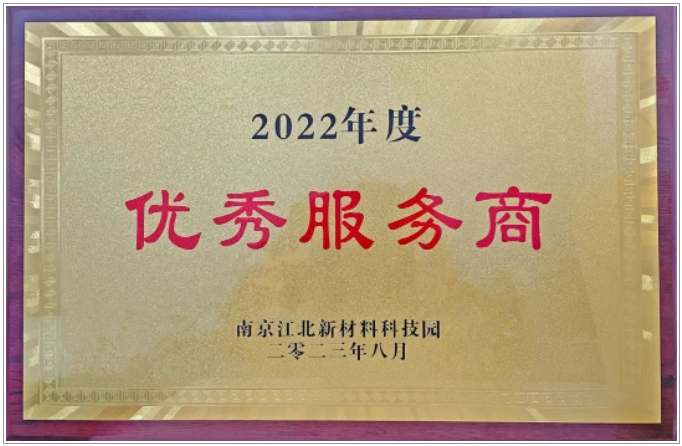 2022年度
优秀服务商
南京江北新材料科技园
二零二三年八月